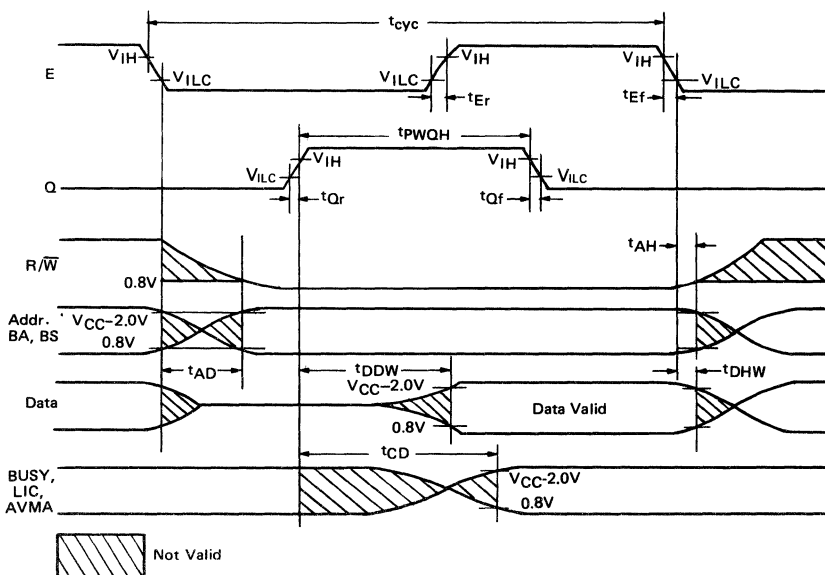 tcyc
VIH VIH VIH
E VILC VILC VILC
tEr tEf
tPWQH
VIH VIH
VILC VILC
Q
tQr tQf
tAH
R/W̅
0.8V
Addr. VCC-2.0V
BA, BS 0.8V
tAD tDDW tDHW
VCC-2.0V
Data Data Valid
0.8V
tCD
BUSY, VCC-2.0V
LIC,
AVMA 0.8V
Not Valid